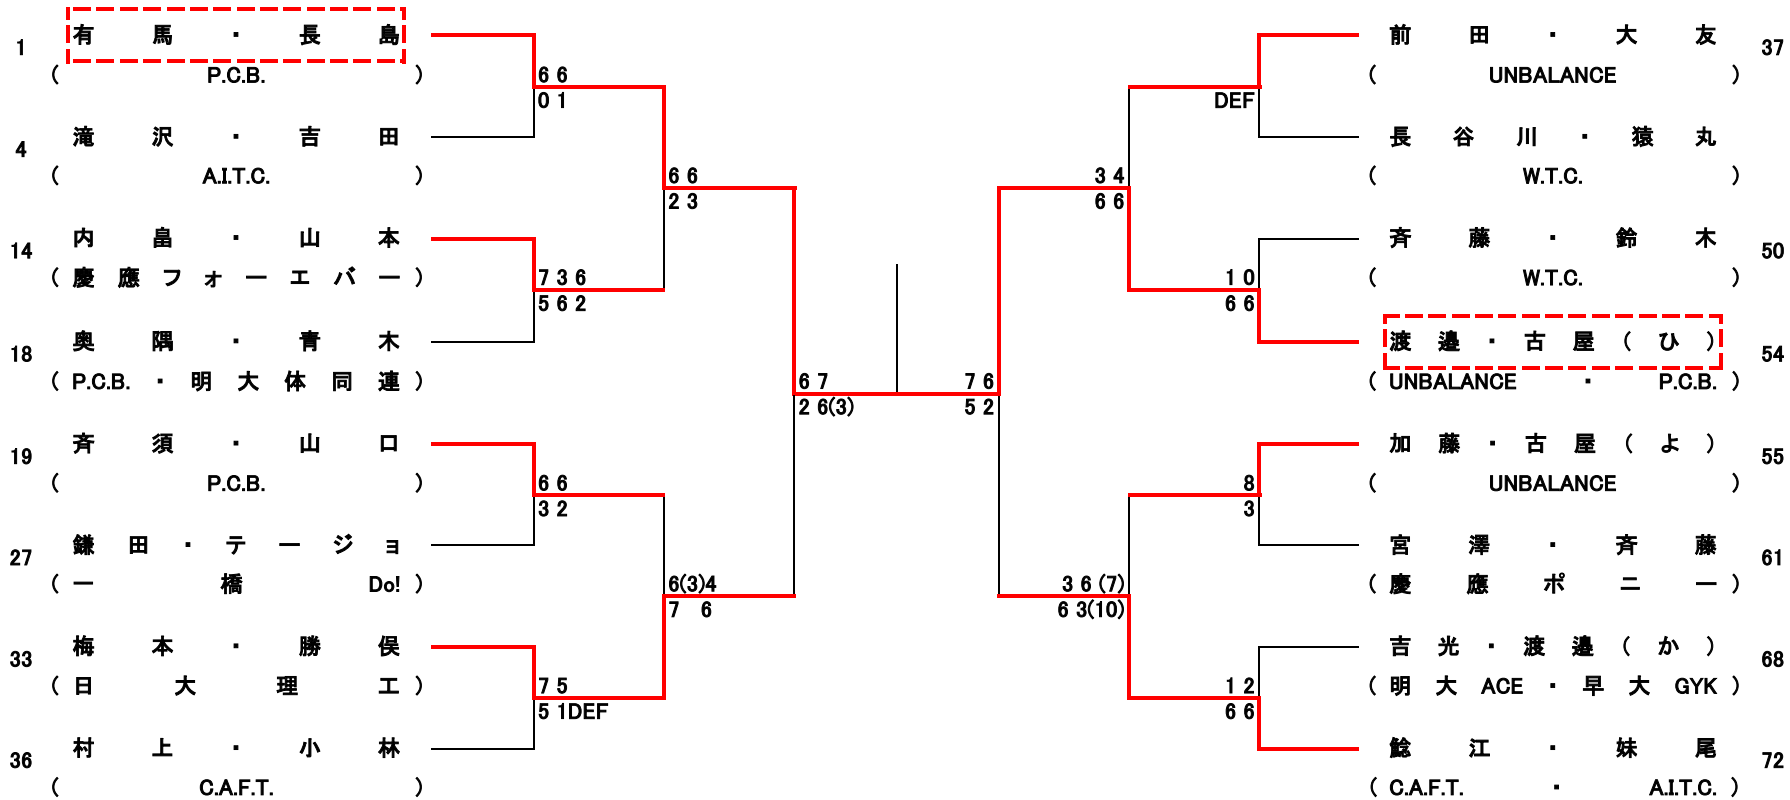 1 有馬・長島
( P.C.B. )
6 6
0 1
4 滝沢・吉田
( A.I.T.C. )
6 6
2 3
14 内畠・山本
( 慶應フォーエバー )
7 3 6
5 6 2
18 奥隅・青木
( P.C.B.・明大体同連 )
6 7
2 6(3)
19 斉須・山口
( P.C.B. )
6 6
3 2
27 鎌田・テージョ
( 一橋 Do! )
6(3)4
7 6
33 梅本・勝俣
( 日大理工 )
7 5
5 1DEF
36 村上・小林
( C.A.F.T. )
前田・大友 37
( UNBALANCE )
DEF
長谷川・猿丸
( W.T.C. )
3 4
6 6
斉藤・鈴木 50
( W.T.C. )
1 0
6 6
渡邉・古屋(ひ) 54
( UNBALANCE・P.C.B. )
7 6
5 2
加藤・古屋(よ) 55
( UNBALANCE )
8
3
宮澤・斉藤 61
( 慶應ポニー )
3 6 (7)
6 3(10)
吉光・渡邉(か) 68
( 明大ACE・早大GYK )
1 2
6 6
鯰江・妹尾 72
( C.A.F.T.・A.I.T.C. )